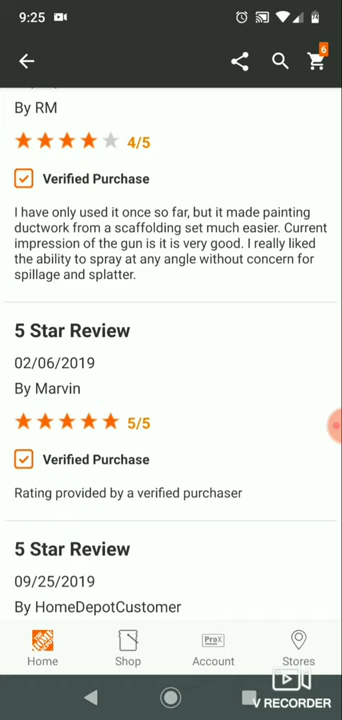 9:25
6
By RM
4/5
Verified Purchase
I have only used it once so far, but it made painting
ductwork from a scaffolding set much easier. Current
impression of the gun is it is very good. I really liked
the ability to spray at any angle without concern for
spillage and splatter.
5 Star Review
02/06/2019
By Marvin
5/5
Verified Purchase
Rating provided by a verified purchaser
5 Star Review
09/25/2019
By HomeDepotCustomer
ProX
Home
Shop
Account
Stores
V RECORDER